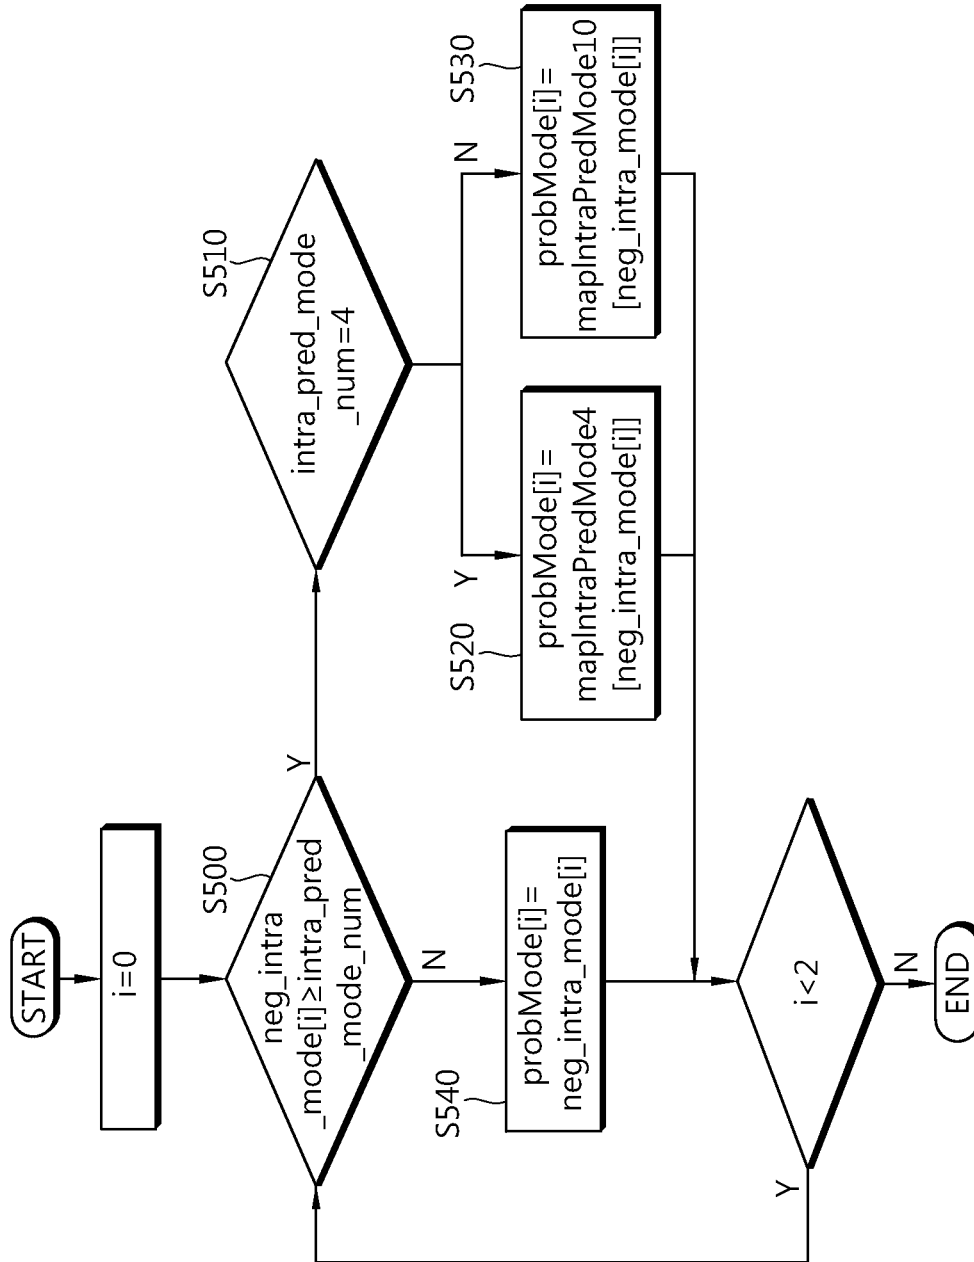 START
i=0
S500
neg_intra
_mode[i]≥intra_pred
_mode_num
Y
N
S510
intra_pred_mode
_num=4
Y
N
S520
probMode[i]=
mapIntraPredMode4
[neg_intra_mode[i]]
S530
probMode[i]=
mapIntraPredMode10
[neg_intra_mode[i]]
S540
probMode[i]=
neg_intra_mode[i]
i<2
Y
N
END